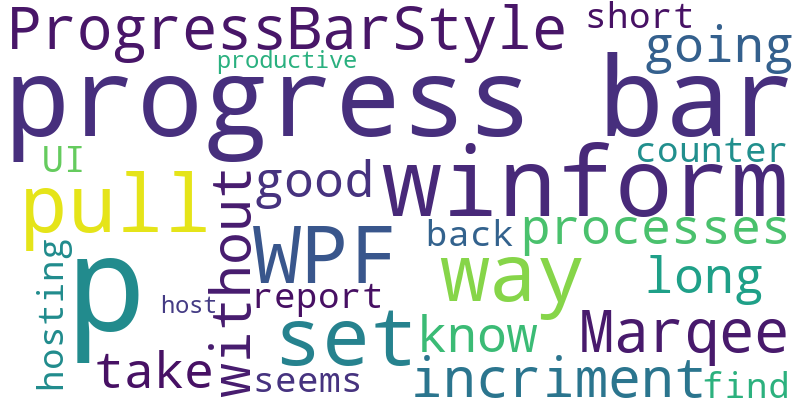 ProgressBarStyle
short
going
productive
progress bar
UI
counter
pull
good
winform
without
WPF
back
processes
hosting
p
host
report
way
long
set
know
Marqee
take
seems
incriment
find